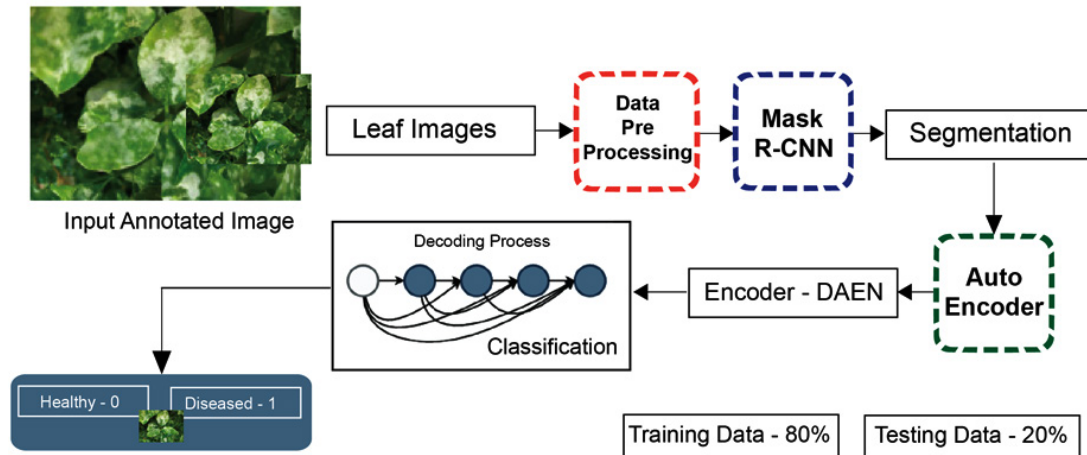 Input Annotated Image
Leaf Images
Data
Pre
Processing
Mask
R-CNN
Segmentation
Auto
Encoder
Encoder - DAEN
Decoding Process
Classification
Healthy - 0
Diseased - 1
Training Data - 80%
Testing Data - 20%